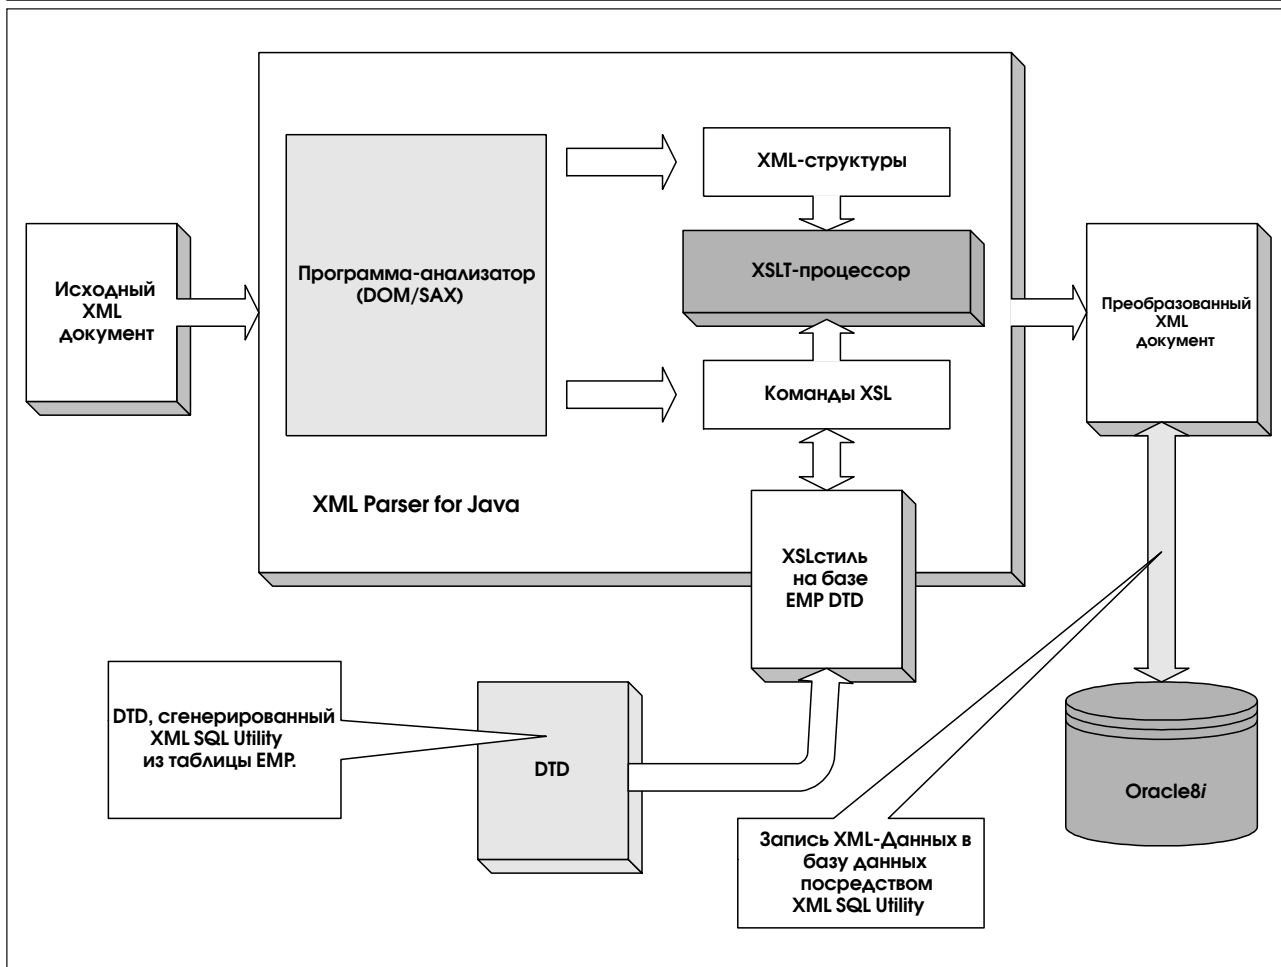 XML-структуры
Программа-анализатор
(DOM/SAX)
XSLT-процессор
Исходный
XML
документ
Преобразованный
XML
документ
Команды XSL
XML Parser for Java
XSLстиль
на базе
EMP DTD
DTD, сгенерированный
XML SQL Utility
из таблицы EMP.
DTD
Oracle8i
Запись XML-Данных в
базу данных
посредством
XML SQL Utility